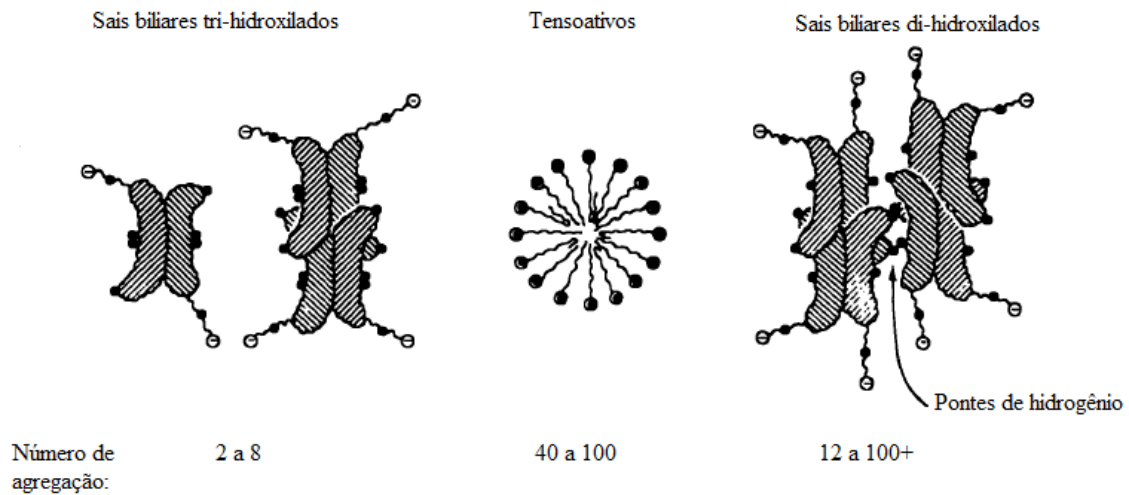 Sais biliares tri-hidroxilados
Tensoativos
Sais biliares di-hidroxilados
Pontes de hidrogênio
Número de agregação:
2 a 8
40 a 100
12 a 100+